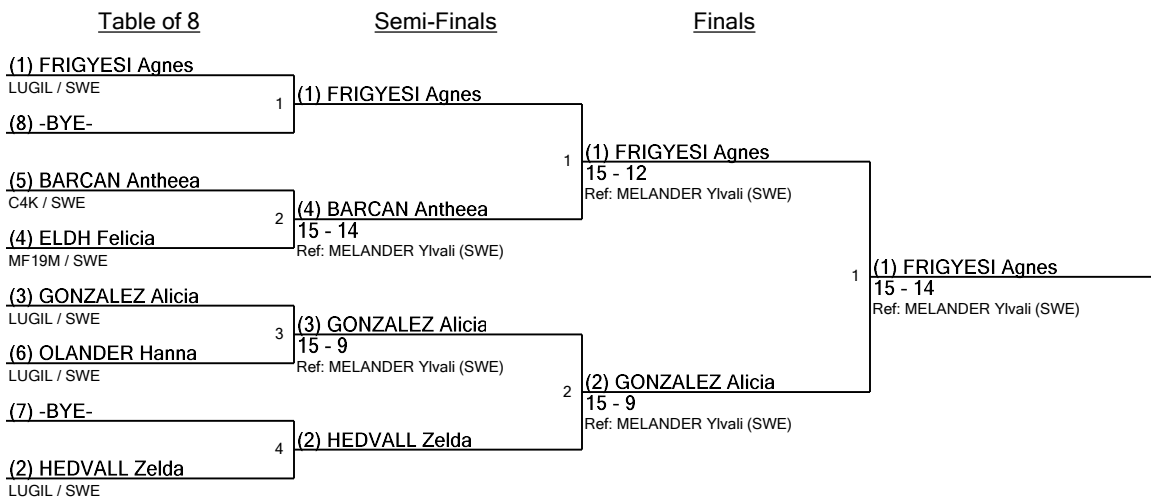 Table of 8
Semi-Finals
Finals
(1) FRIGYESI Agnes
LUGIL / SWE
1
(8) -BYE-
(5) BARCAN Antheea
C4K / SWE
2
(4) ELDH Felicia
MF19M / SWE
(3) GONZALEZ Alicia
LUGIL / SWE
3
(6) OLANDER Hanna
LUGIL / SWE
(7) -BYE-
4
(2) HEDVALL Zelda
LUGIL / SWE
(1) FRIGYESI Agnes
1
(4) BARCAN Antheea
15 - 14
Ref: MELANDER Ylvali (SWE)
(3) GONZALEZ Alicia
15 - 9
Ref: MELANDER Ylvali (SWE)
2
(2) HEDVALL Zelda
(1) FRIGYESI Agnes
15 - 12
Ref: MELANDER Ylvali (SWE)
1
(2) GONZALEZ Alicia
15 - 9
Ref: MELANDER Ylvali (SWE)
(1) FRIGYESI Agnes
15 - 14
Ref: MELANDER Ylvali (SWE)